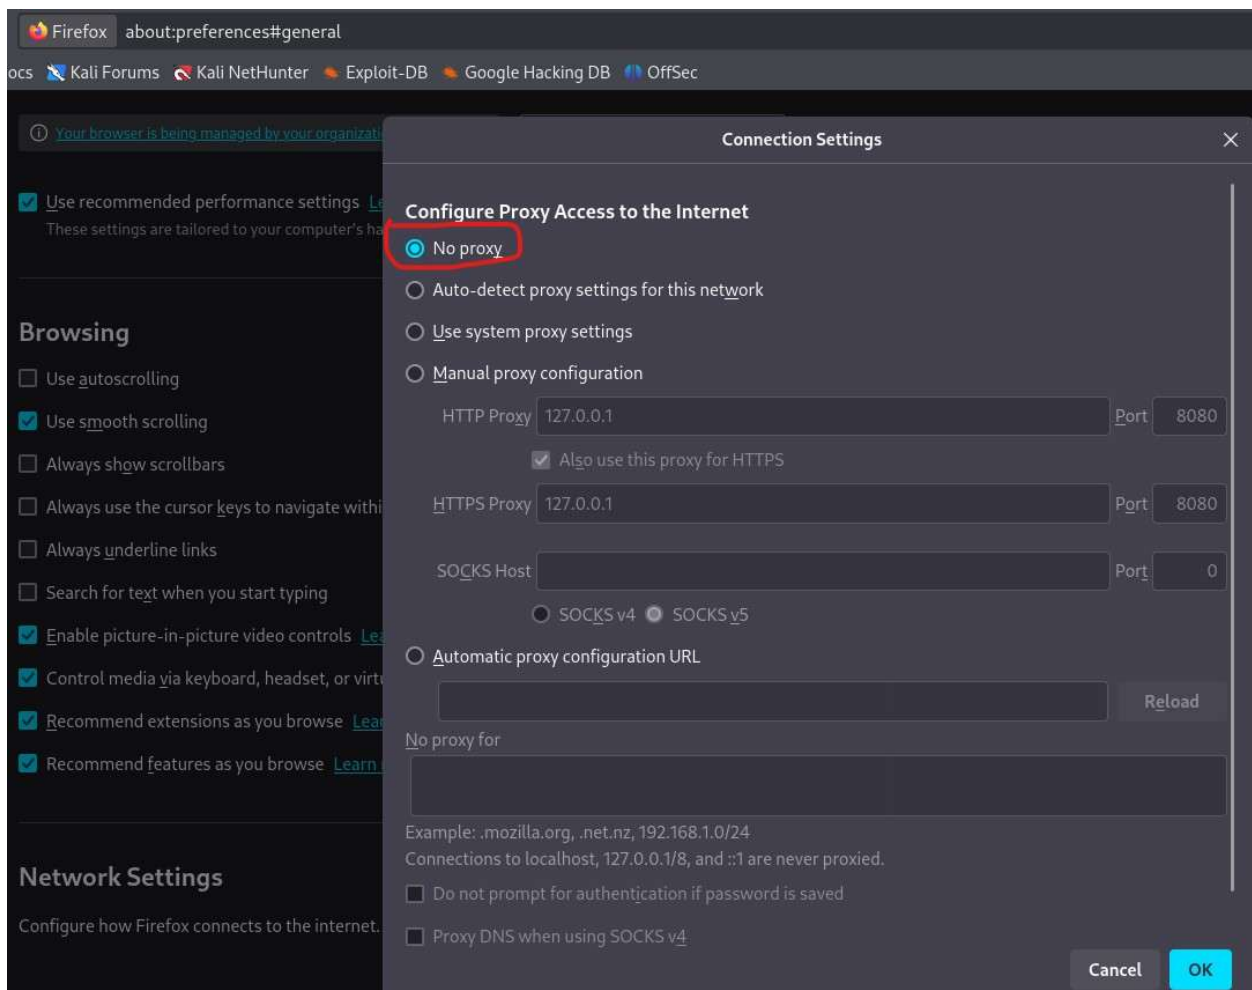 Firefox about:preferences#general
ocs Kali Forums Kali NetHunter Exploit-DB Google Hacking DB OffSec
Your browser is being managed by your organizati
Use recommended performance settings Le
These settings are tailored to your computer's ha
Browsing
Use autoscrolling
Use smooth scrolling
Always show scrollbars
Always use the cursor keys to navigate withi
Always underline links
Search for text when you start typing
Enable picture-in-picture video controls Lea
Control media via keyboard, headset, or virtu
Recommend extensions as you browse Lear
Recommend features as you browse Learn
Network Settings
Configure how Firefox connects to the internet.
Connection Settings
Configure Proxy Access to the Internet
No proxy
Auto-detect proxy settings for this network
Use system proxy settings
Manual proxy configuration
HTTP Proxy 127.0.0.1 Port 8080
Also use this proxy for HTTPS
HTTPS Proxy 127.0.0.1 Port 8080
SOCKS Host Port 0
SOCKS v4 SOCKS v5
Automatic proxy configuration URL
Reload
No proxy for
Example: .mozilla.org, .net.nz, 192.168.1.0/24
Connections to localhost, 127.0.0.1/8, and ::1 are never proxied.
Do not prompt for authentication if password is saved
Proxy DNS when using SOCKS v4
Cancel OK